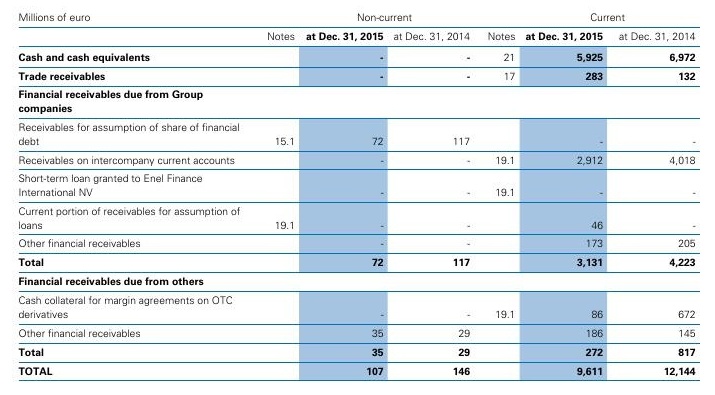 Millions of euro Non-current Current
Notes at Dec. 31, 2015 at Dec. 31, 2014 Notes at Dec. 31, 2015 at Dec. 31, 2014
Cash and cash equivalents - - 21 5,925 6,972
Trade receivables - - 17 283 132
Financial receivables due from Group
companies
Receivables for assumption of share of financial
debt 15.1 72 117 - -
Receivables on intercompany current accounts - - 19.1 2,912 4,018
Short-term loan granted to Enel Finance
International NV - - 19.1 - -
Current portion of receivables for assumption of
loans 19.1 - - 46 -
Other financial receivables - - 173 205
Total 72 117 3,131 4,223
Financial receivables due from others
Cash collateral for margin agreements on OTC
derivatives - - 19.1 86 672
Other financial receivables 35 29 186 145
Total 35 29 272 817
TOTAL 107 146 9,611 12,144